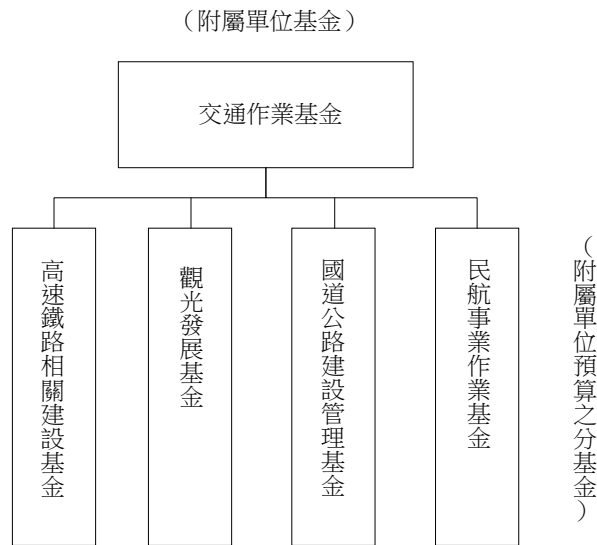 （附屬單位基金）
交通作業基金
高速鐵路相關建設基金
觀光發展基金
國道公路建設管理基金
民航事業作業基金
（附屬單位預算之分基金）